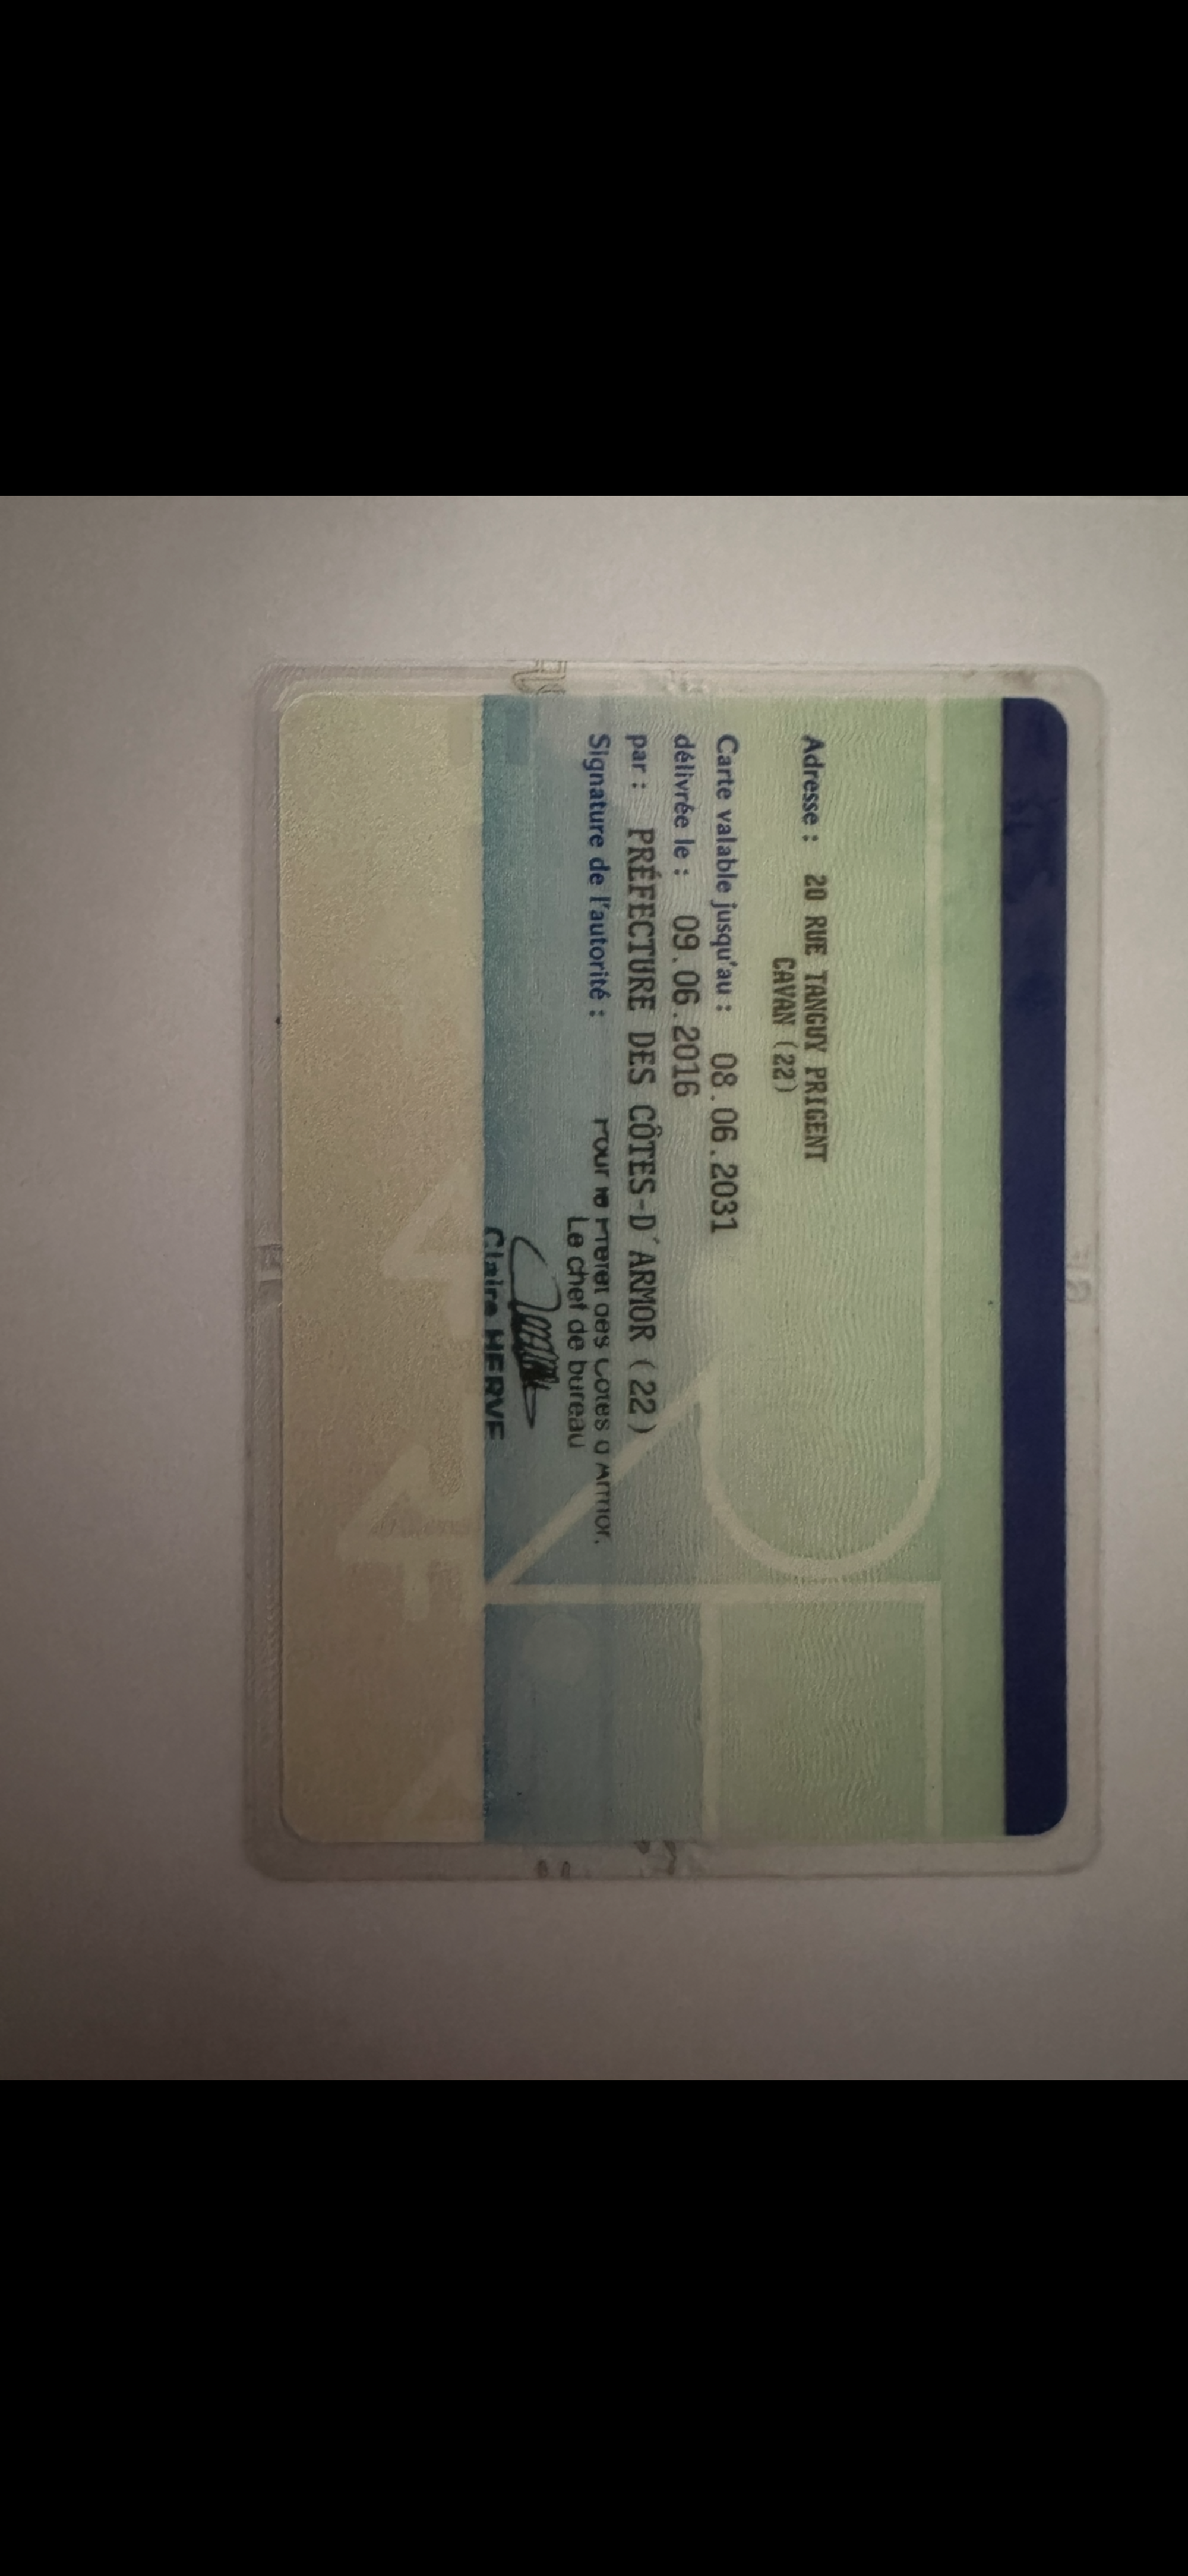 Adresse : 20 RUE TANGUY PRIGENT
CAVAN (22)
Carte valable jusqu'au : 08.06.2031
délivrée le : 09.06.2016
par : PRÉFECTURE DES CÔTES-D'ARMOR (22)
Signature de l'autorité :
Pour le Préfet des Côtes d'Armor.
Le chef de bureau
Claire HERVE